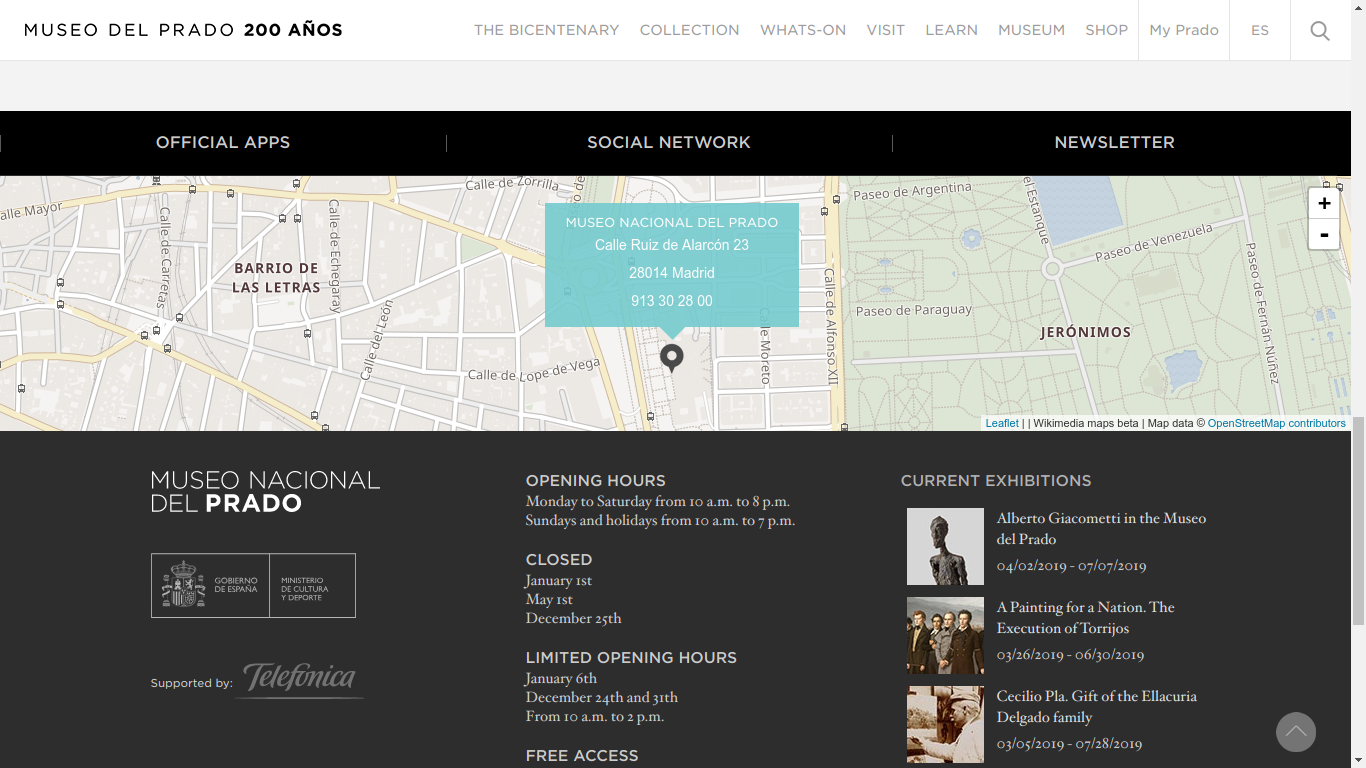 MUSEO DEL PRADO 200 AÑOS
THE BICENTENARY
COLLECTION
WHATS-ON
VISIT
LEARN
MUSEUM
SHOP
My Prado
ES
OFFICIAL APPS
SOCIAL NETWORK
NEWSLETTER
Calle de Zorrilla
alle Mayor
Calle de Carretas
Calle de Echegaray
BARRIO DE
LAS LETRAS
Calle del León
Calle de Lope de Vega
MUSEO NACIONAL DEL PRADO
Calle Ruiz de Alarcón 23
28014 Madrid
913 30 28 00
Calle Moreto
Calle de Alfonso XII
Paseo de Argentina
el Estanque
Paseo de Venezuela
Paseo de Paraguay
JERÓNIMOS
Paseo de Fernán Núñez
+
-
Leaflet | | Wikimedia maps beta | Map data © OpenStreetMap contributors
MUSEO NACIONAL
DEL PRADO
GOBIERNO
DE ESPAÑA
MINISTERIO
DE CULTURA
Y DEPORTE
Supported by: Telefónica
OPENING HOURS
Monday to Saturday from 10 a.m. to 8 p.m.
Sundays and holidays from 10 a.m. to 7 p.m.
CLOSED
January 1st
May 1st
December 25th
LIMITED OPENING HOURS
January 6th
December 24th and 31th
From 10 a.m. to 2 p.m.
FREE ACCESS
CURRENT EXHIBITIONS
Alberto Giacometti in the Museo
del Prado
04/02/2019 - 07/07/2019
A Painting for a Nation. The
Execution of Torrijos
03/26/2019 - 06/30/2019
Cecilio Pla. Gift of the Ellacuria
Delgado family
03/05/2019 - 07/28/2019